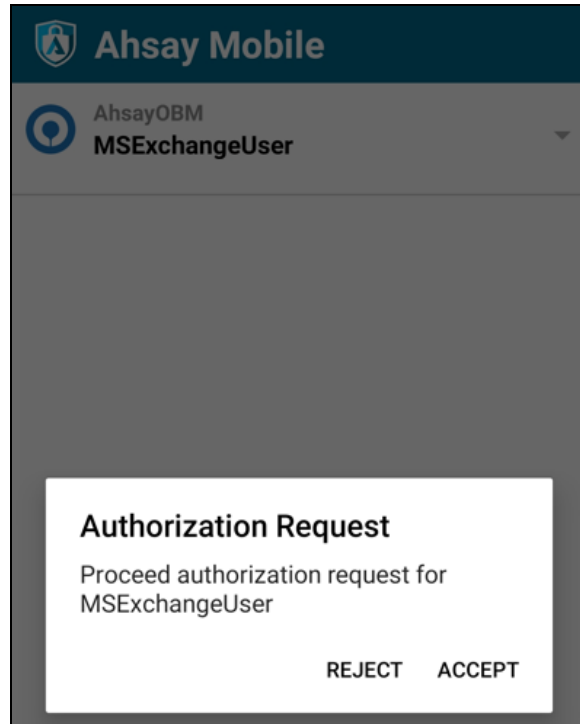 Ahsay Mobile
AhsayOBM
MSExchangeUser
Authorization Request
Proceed authorization request for
MSExchangeUser
REJECT ACCEPT